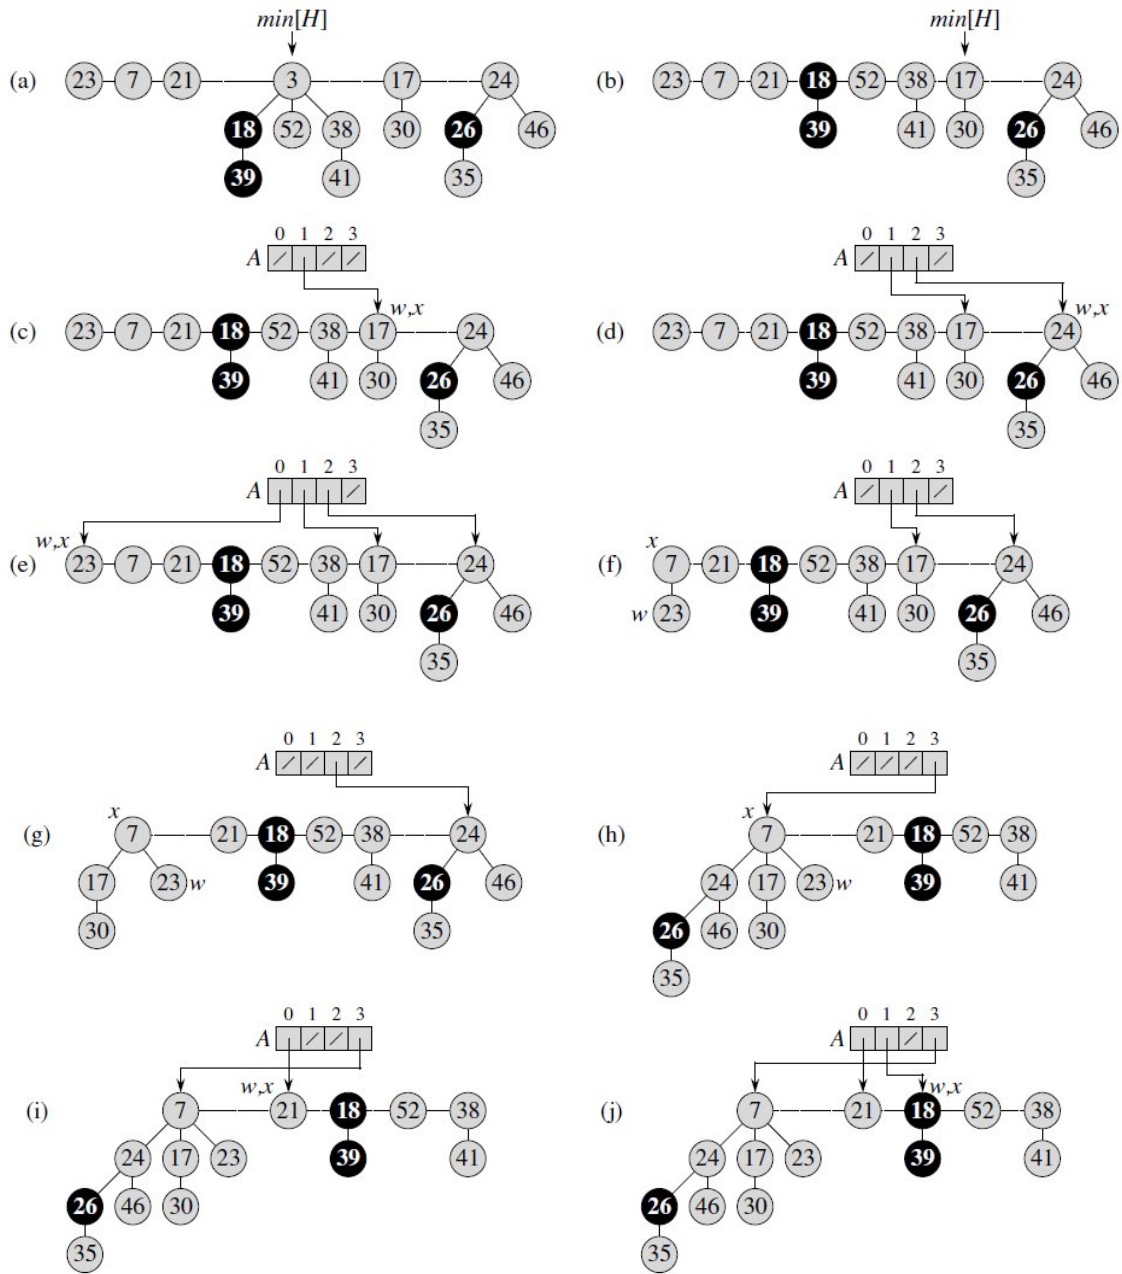 min[H] min[H]
(a) 23 7 21 3 17 24 (b) 23 7 21 18 52 38 17 24
18 52 38 30 26 46 39 41 30 26 46
39 41 35 35
0 1 2 3 0 1 2 3
A A
w,x w,x
(c) 23 7 21 18 52 38 17 24 (d) 23 7 21 18 52 38 17 24
39 41 30 26 46 39 41 30 26 46
35 35
0 1 2 3 0 1 2 3
A A
w,x x
(e) 23 7 21 18 52 38 17 24 (f) 7 21 18 52 38 17 24
39 41 30 26 46 w 23 39 41 30 26 46
35 35
0 1 2 3 0 1 2 3
A A
x x
(g) 7 21 18 52 38 24 (h) 7 21 18 52 38
17 23 w 39 41 26 46 24 17 23 w 39 41
30 35 26 46 30
35
0 1 2 3 0 1 2 3
A A
w,x w,x
(i) 7 21 18 52 38 (j) 7 21 18 52 38
24 17 23 39 41 24 17 23 39 41
26 46 30 26 46 30
35 35